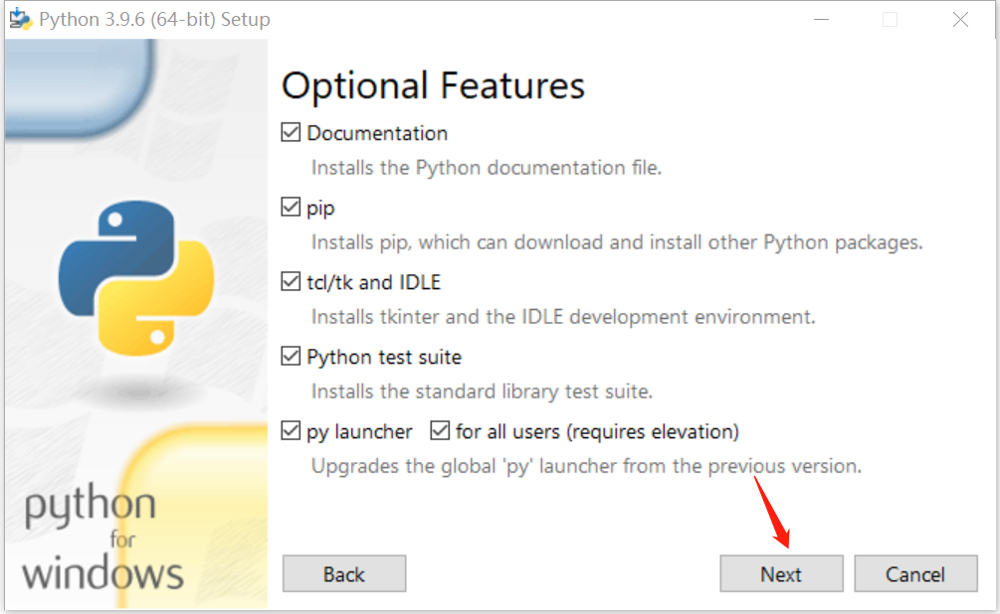 Python 3.9.6 (64-bit) Setup
Optional Features
Documentation
Installs the Python documentation file.
pip
Installs pip, which can download and install other Python packages.
tcl/tk and IDLE
Installs tkinter and the IDLE development environment.
Python test suite
Installs the standard library test suite.
py launcher for all users (requires elevation)
Upgrades the global 'py' launcher from the previous version.
python
for
windows
Back Next Cancel